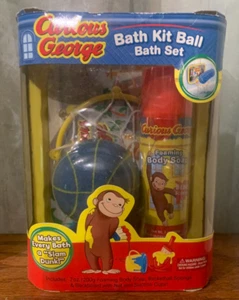 Curious
George
Bath Kit Ball
Bath Set
Curious
George
Foaming
Body Soap
Makes
Every Bath
a "Slam
Dunk!"